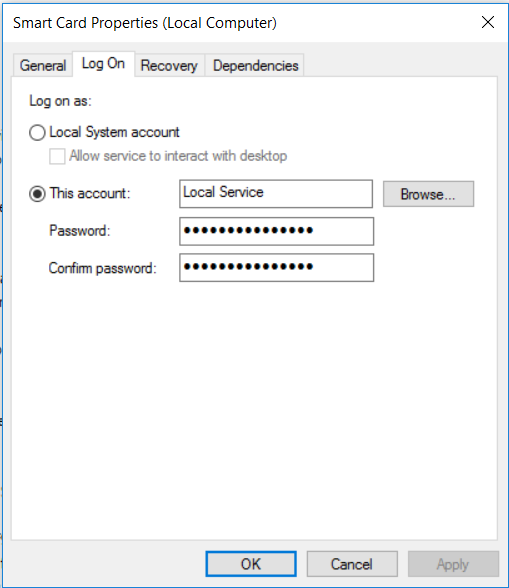 Smart Card Properties (Local Computer)
General Log On Recovery Dependencies
Log on as:
Local System account
Allow service to interact with desktop
This account: Local Service Browse...
Password: •••••••••••••••
Confirm password: •••••••••••••••
OK Cancel Apply